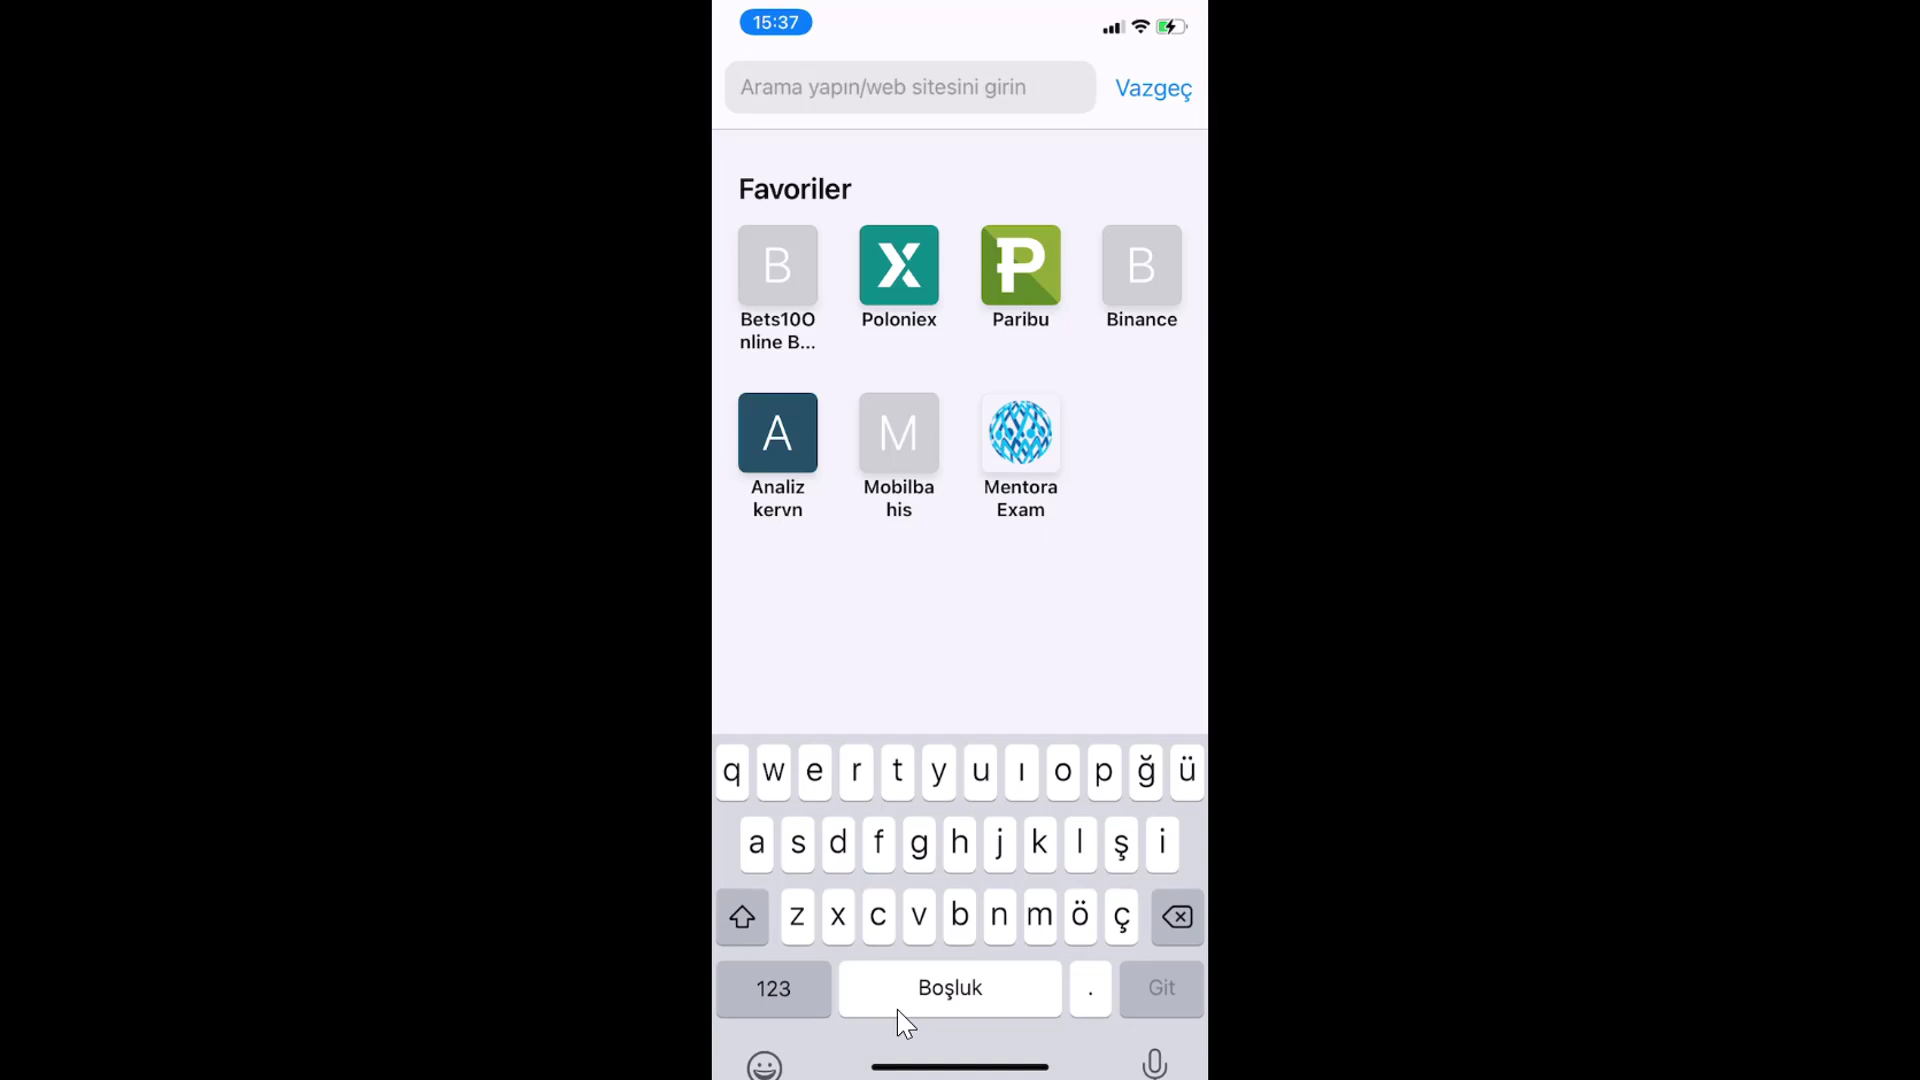 15:37
Arama yapın/web sitesini girin
Vazgeç
Favoriler
B
X
P
B
Bets10O
nline B...
Poloniex
Paribu
Binance
A
M
Analiz
kervn
Mobilba
his
Mentora
Exam
q w e r t y u ı o p ğ ü
a s d f g h j k l ş i
z x c v b n m ö ç
123
Boşluk
.
Git